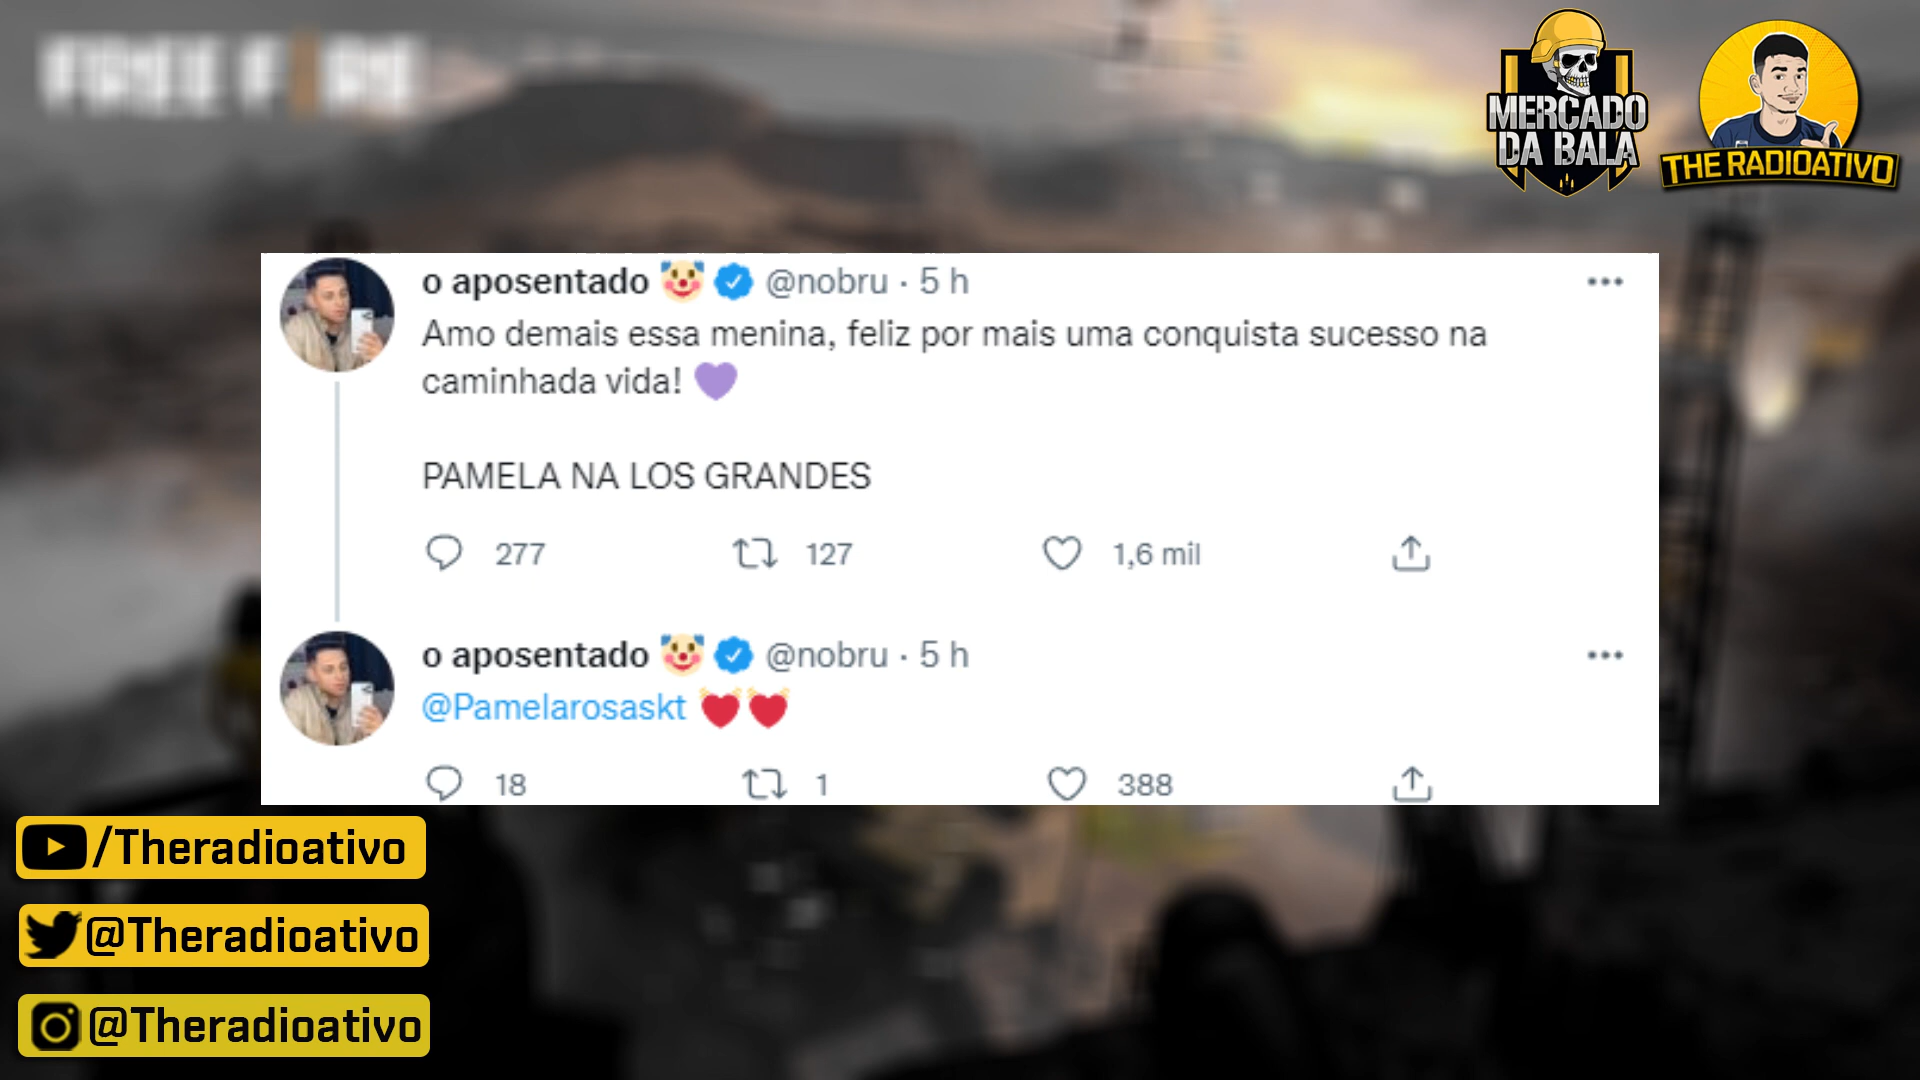 FREE FIRE
MERCADO
DA BALA
THE RADIOATIVO
o aposentado 🤡 @nobru · 5 h
Amo demais essa menina, feliz por mais uma conquista sucesso na
caminhada vida! 💜
PAMELA NA LOS GRANDES
277 127 1,6 mil
o aposentado 🤡 @nobru · 5 h
@Pamelarosaskt 💓💓
18 1 388
/Theradioativo
@Theradioativo
@Theradioativo